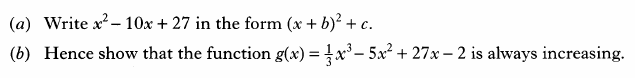 (a) Write x² – 10x + 27 in the form (x + b)² + c.
(b) Hence show that the function g(x) = ⅓x³ – 5x² + 27x – 2 is always increasing.